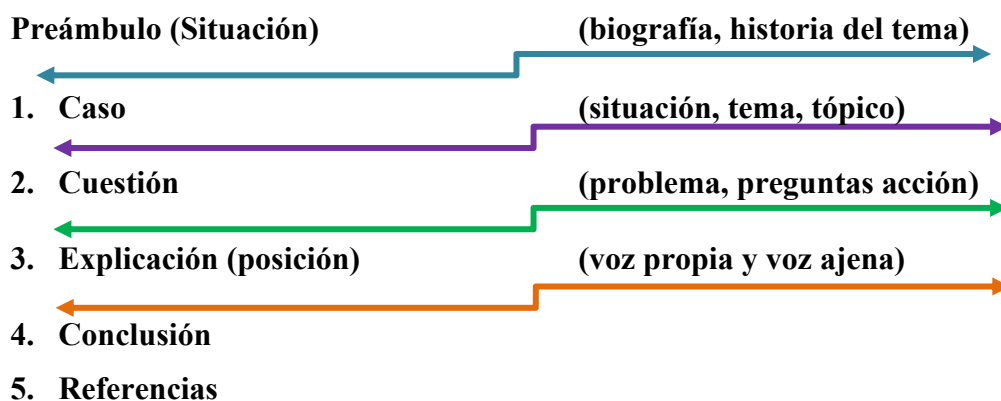 Preámbulo (Situación) (biografía, historia del tema)
1. Caso (situación, tema, tópico)
2. Cuestión (problema, preguntas acción)
3. Explicación (posición) (voz propia y voz ajena)
4. Conclusión
5. Referencias